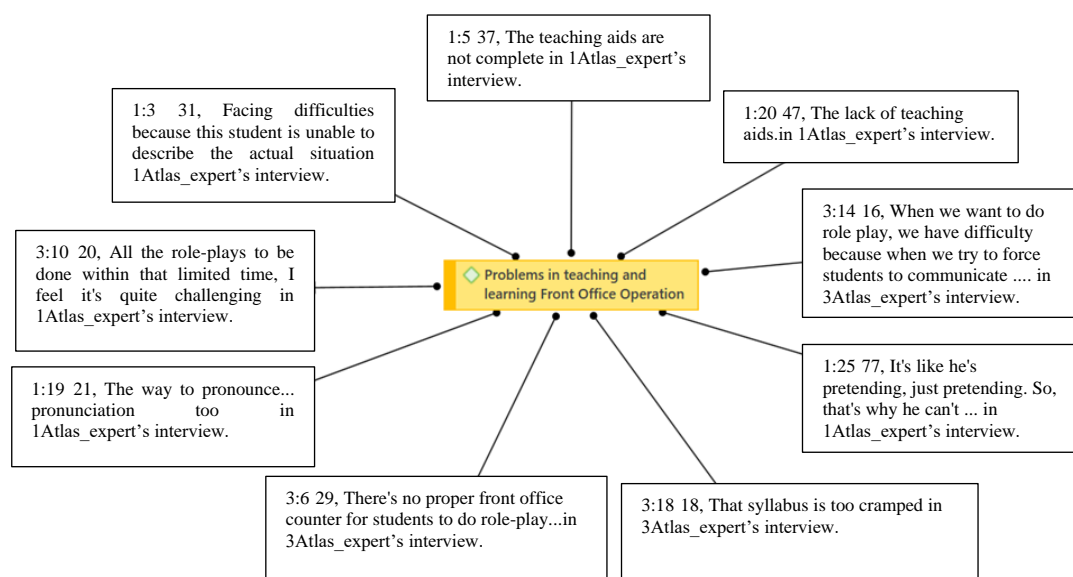 1:5 37, The teaching aids are
not complete in 1Atlas_expert’s
interview.
1:3 31, Facing difficulties
because this student is unable to
describe the actual situation
1Atlas_expert’s interview.
1:20 47, The lack of teaching
aids.in 1Atlas_expert’s interview.
3:14 16, When we want to do
role play, we have difficulty
because when we try to force
students to communicate .... in
3Atlas_expert’s interview.
3:10 20, All the role-plays to be
done within that limited time, I
feel it's quite challenging in
1Atlas_expert’s interview.
Problems in teaching and
learning Front Office Operation
1:19 21, The way to pronounce...
pronunciation too in
1Atlas_expert’s interview.
1:25 77, It's like he's
pretending, just pretending. So,
that's why he can't ... in
1Atlas_expert’s interview.
3:6 29, There's no proper front office
counter for students to do role-play...in
3Atlas_expert’s interview.
3:18 18, That syllabus is too cramped in
3Atlas_expert’s interview.